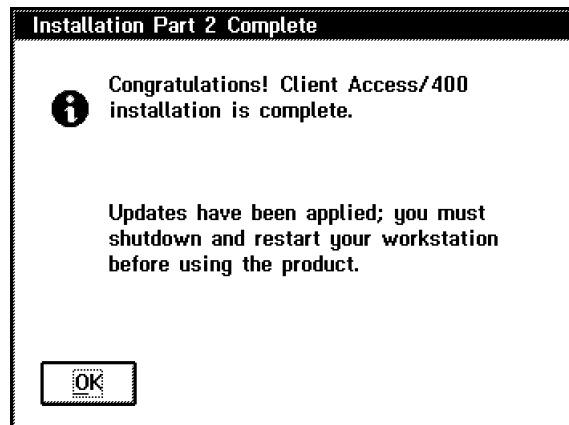 Installation Part 2 Complete
Congratulations! Client Access/400
installation is complete.
Updates have been applied; you must
shutdown and restart your workstation
before using the product.
OK